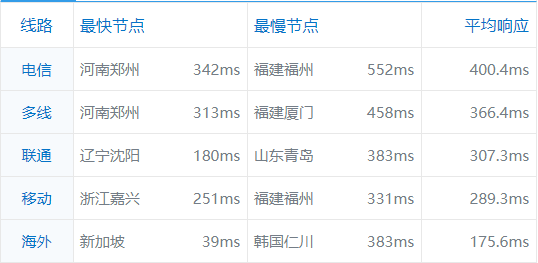 线路 最快节点 最慢节点 平均响应
电信 河南郑州 342ms 福建福州 552ms 400.4ms
多线 河南郑州 313ms 福建厦门 458ms 366.4ms
联通 辽宁沈阳 180ms 山东青岛 383ms 307.3ms
移动 浙江嘉兴 251ms 福建福州 331ms 289.3ms
海外 新加坡 39ms 韩国仁川 383ms 175.6ms